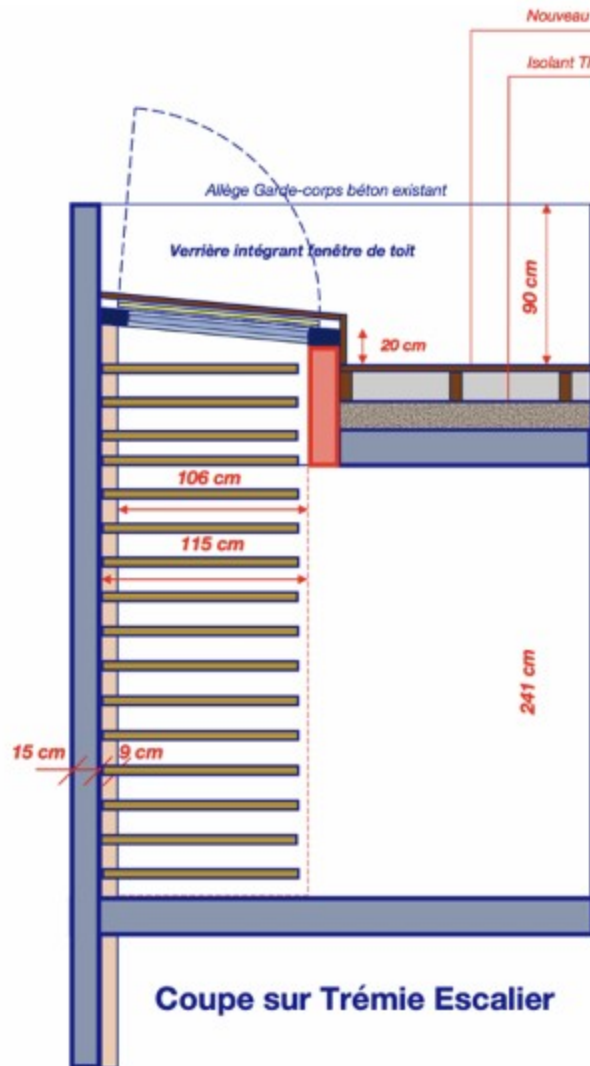 Nouveau
Isolant
Allège Garde-corps béton existant
Verrière intégrant fenêtre de toit
90 cm
20 cm
106 cm
115 cm
241 cm
15 cm
9 cm
Coupe sur Trémie Escalier